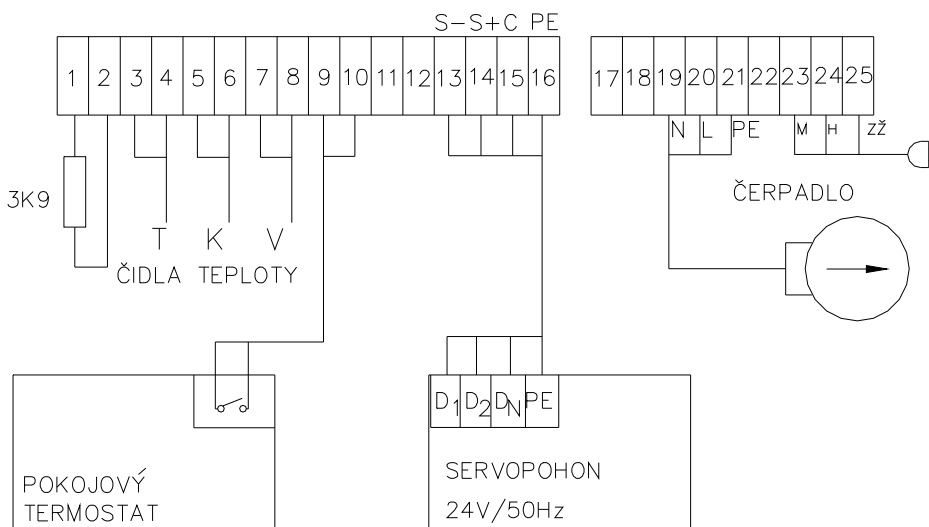 S- S+ C PE
1 2 3 4 5 6 7 8 9 10 11 12 13 14 15 16 17 18 19 20 21 22 23 24 25
N L PE M H ZŽ
3K9
ČERPADLO
T K V
ČIDLA TEPLOTY
D1 D2 DN PE
POKOJOVÝ
TERMOSTAT
SERVOPOHON
24V/50Hz